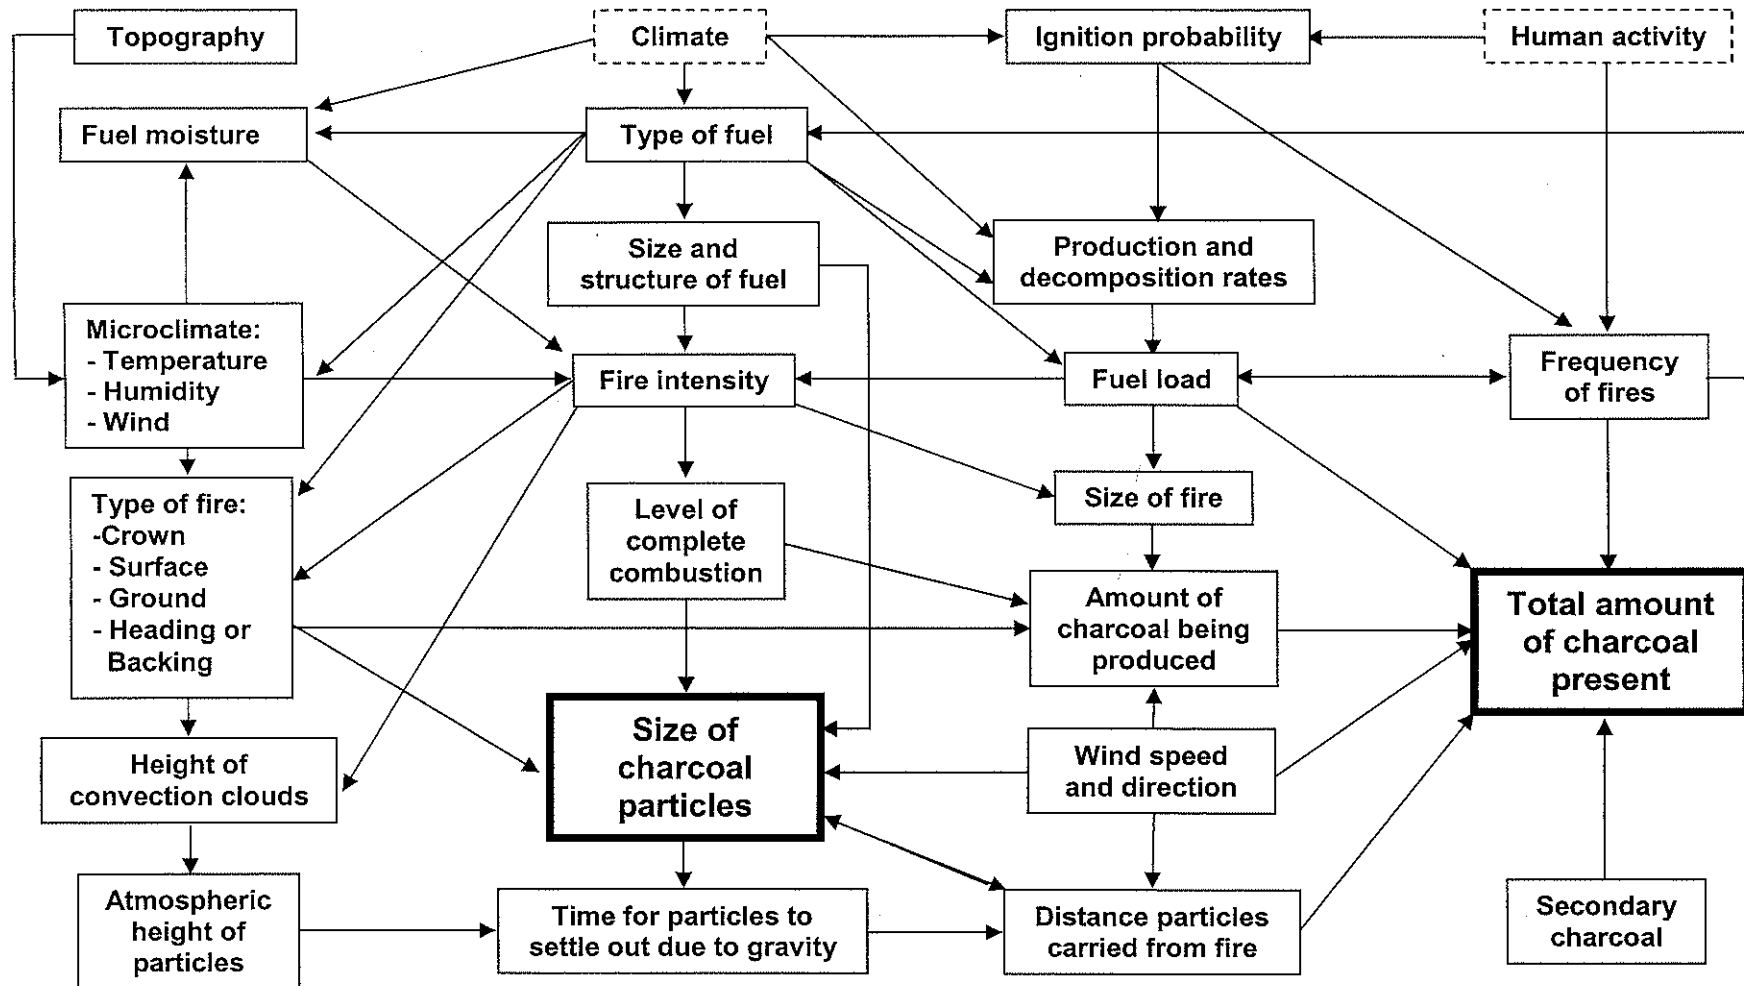 Topography
Climate
Ignition probability
Human activity
Fuel moisture
Type of fuel
Size and
structure of fuel
Production and
decomposition rates
Microclimate:
- Temperature
- Humidity
- Wind
Fire intensity
Fuel load
Frequency
of fires
Type of fire:
-Crown
- Surface
- Ground
- Heading or
Backing
Level of
complete
combustion
Size of fire
Amount of
charcoal being
produced
Total amount
of charcoal
present
Height of
convection clouds
Size of
charcoal
particles
Wind speed
and direction
Atmospheric
height of
particles
Time for particles to
settle out due to gravity
Distance particles
carried from fire
Secondary
charcoal